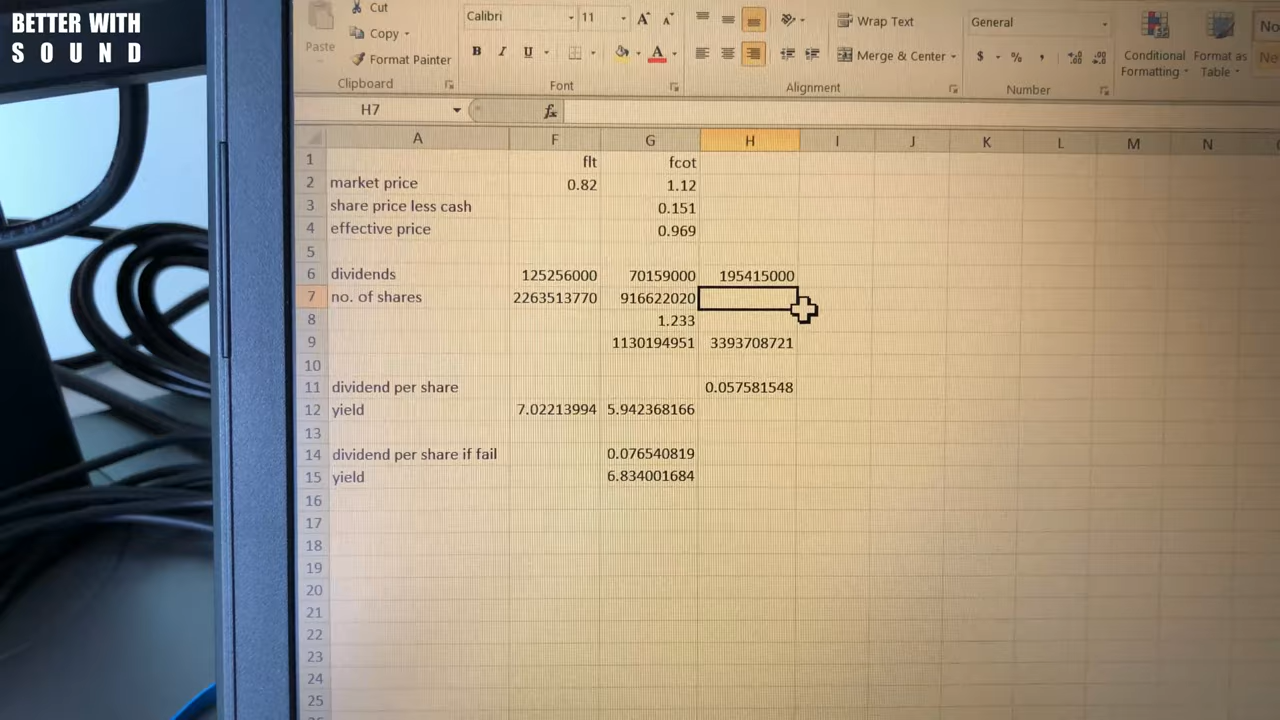 BETTER WITH
SOUND
Cut
Calibri 11 A A Wrap Text General No
Paste Copy
Format Painter B I U A Merge & Center $ % , Conditional Formatting Format as Table Ne
Clipboard Font Alignment Number
H7 fx
A F G H I J K L M N
1 flt fcot
2 market price 0.82 1.12
3 share price less cash 0.151
4 effective price 0.969
5
6 dividends 125256000 70159000 195415000
7 no. of shares 2263513770 916622020
8 1.233
9 1130194951 3393708721
10
11 dividend per share 0.057581548
12 yield 7.02213994 5.942368166
13
14 dividend per share if fail 0.076540819
15 yield 6.834001684
16
17
18
19
20
21
22
23
24
25